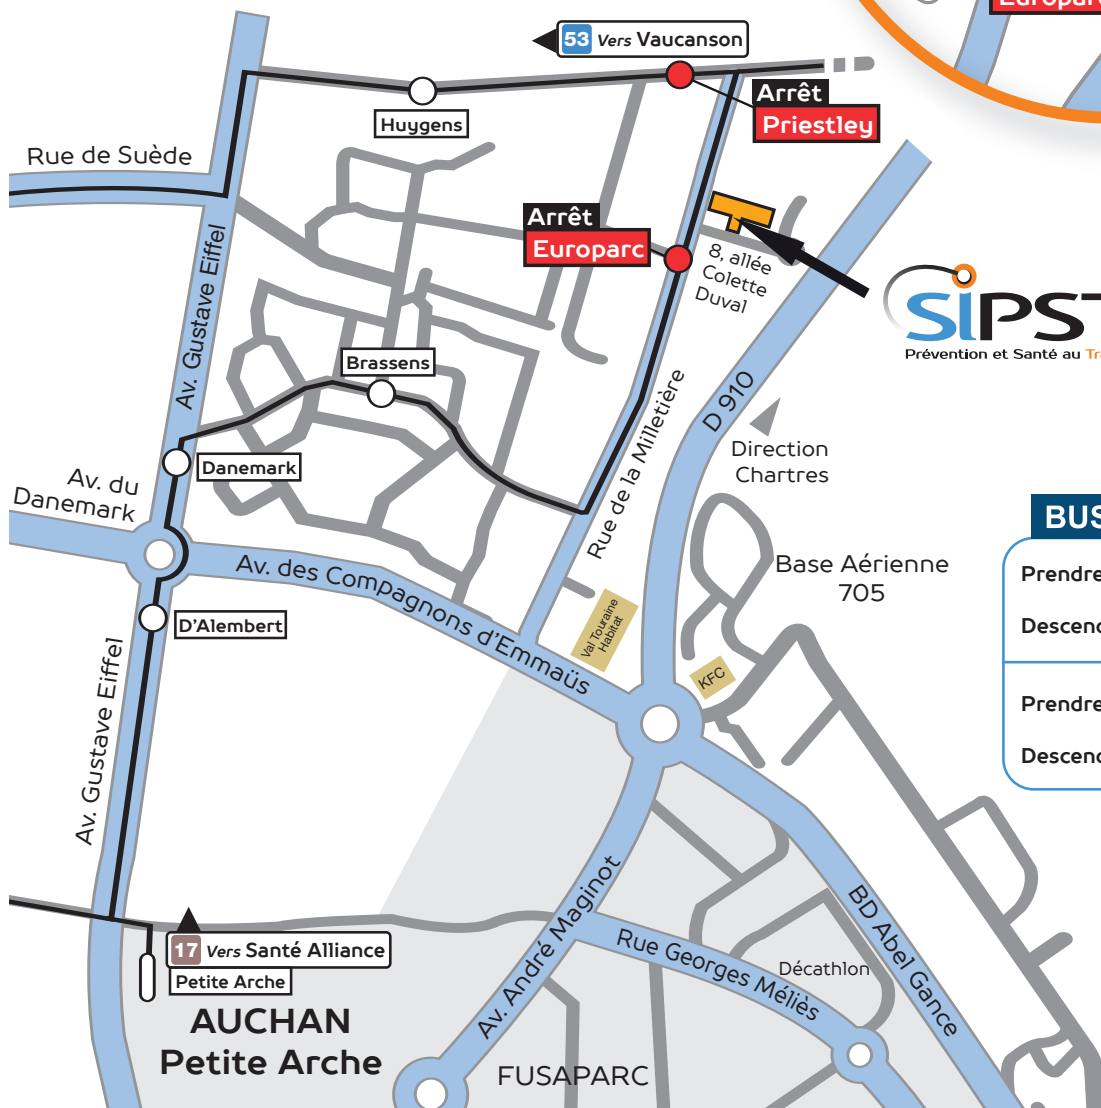 Europarc
53 Vers Vaucanson
Arrêt
Priestley
Huygens
Rue de Suède
Arrêt
Europarc
8, allée
Colette
Duval
SiPST
Prévention et Santé au Tra
Av. Gustave Eiffel
Brassens
D 910
Rue de la Milletière
Direction
Chartres
Danemark
Av. du
Danemark
BUS
Av. des Compagnons d'Emmaüs
Base Aérienne
705
Prendre
D'Alembert
Val Touraine
Habitat
Descend
KFC
Av. Gustave Eiffel
Prendre
Descend
Av. André Maginot
BD Abel Gance
17 Vers Santé Alliance
Petite Arche
Rue Georges Méliès
Décathlon
AUCHAN
Petite Arche
FUSAPARC